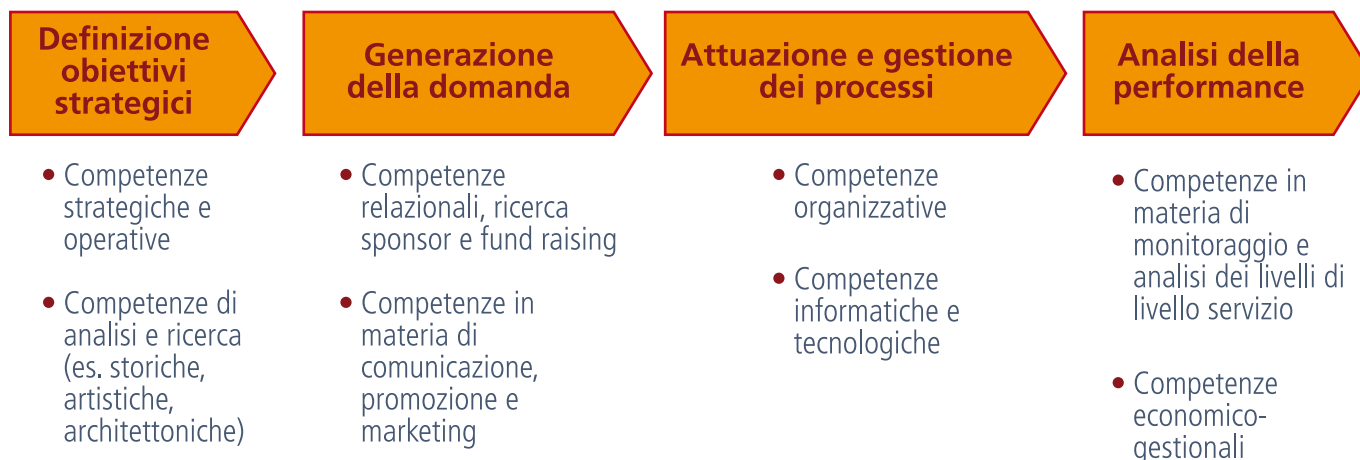 Definizione
obiettivi
strategici
• Competenze
strategiche e
operative
• Competenze di
analisi e ricerca
(es. storiche,
artistiche,
architettoniche)
Generazione
della domanda
• Competenze
relazionali, ricerca
sponsor e fund raising
• Competenze in
materia di
comunicazione,
promozione e
marketing
Attuazione e gestione
dei processi
• Competenze
organizzative
• Competenze
informatiche e
tecnologiche
Analisi della
performance
• Competenze in
materia di
monitoraggio e
analisi dei livelli di
livello servizio
• Competenze
economico-
gestionali